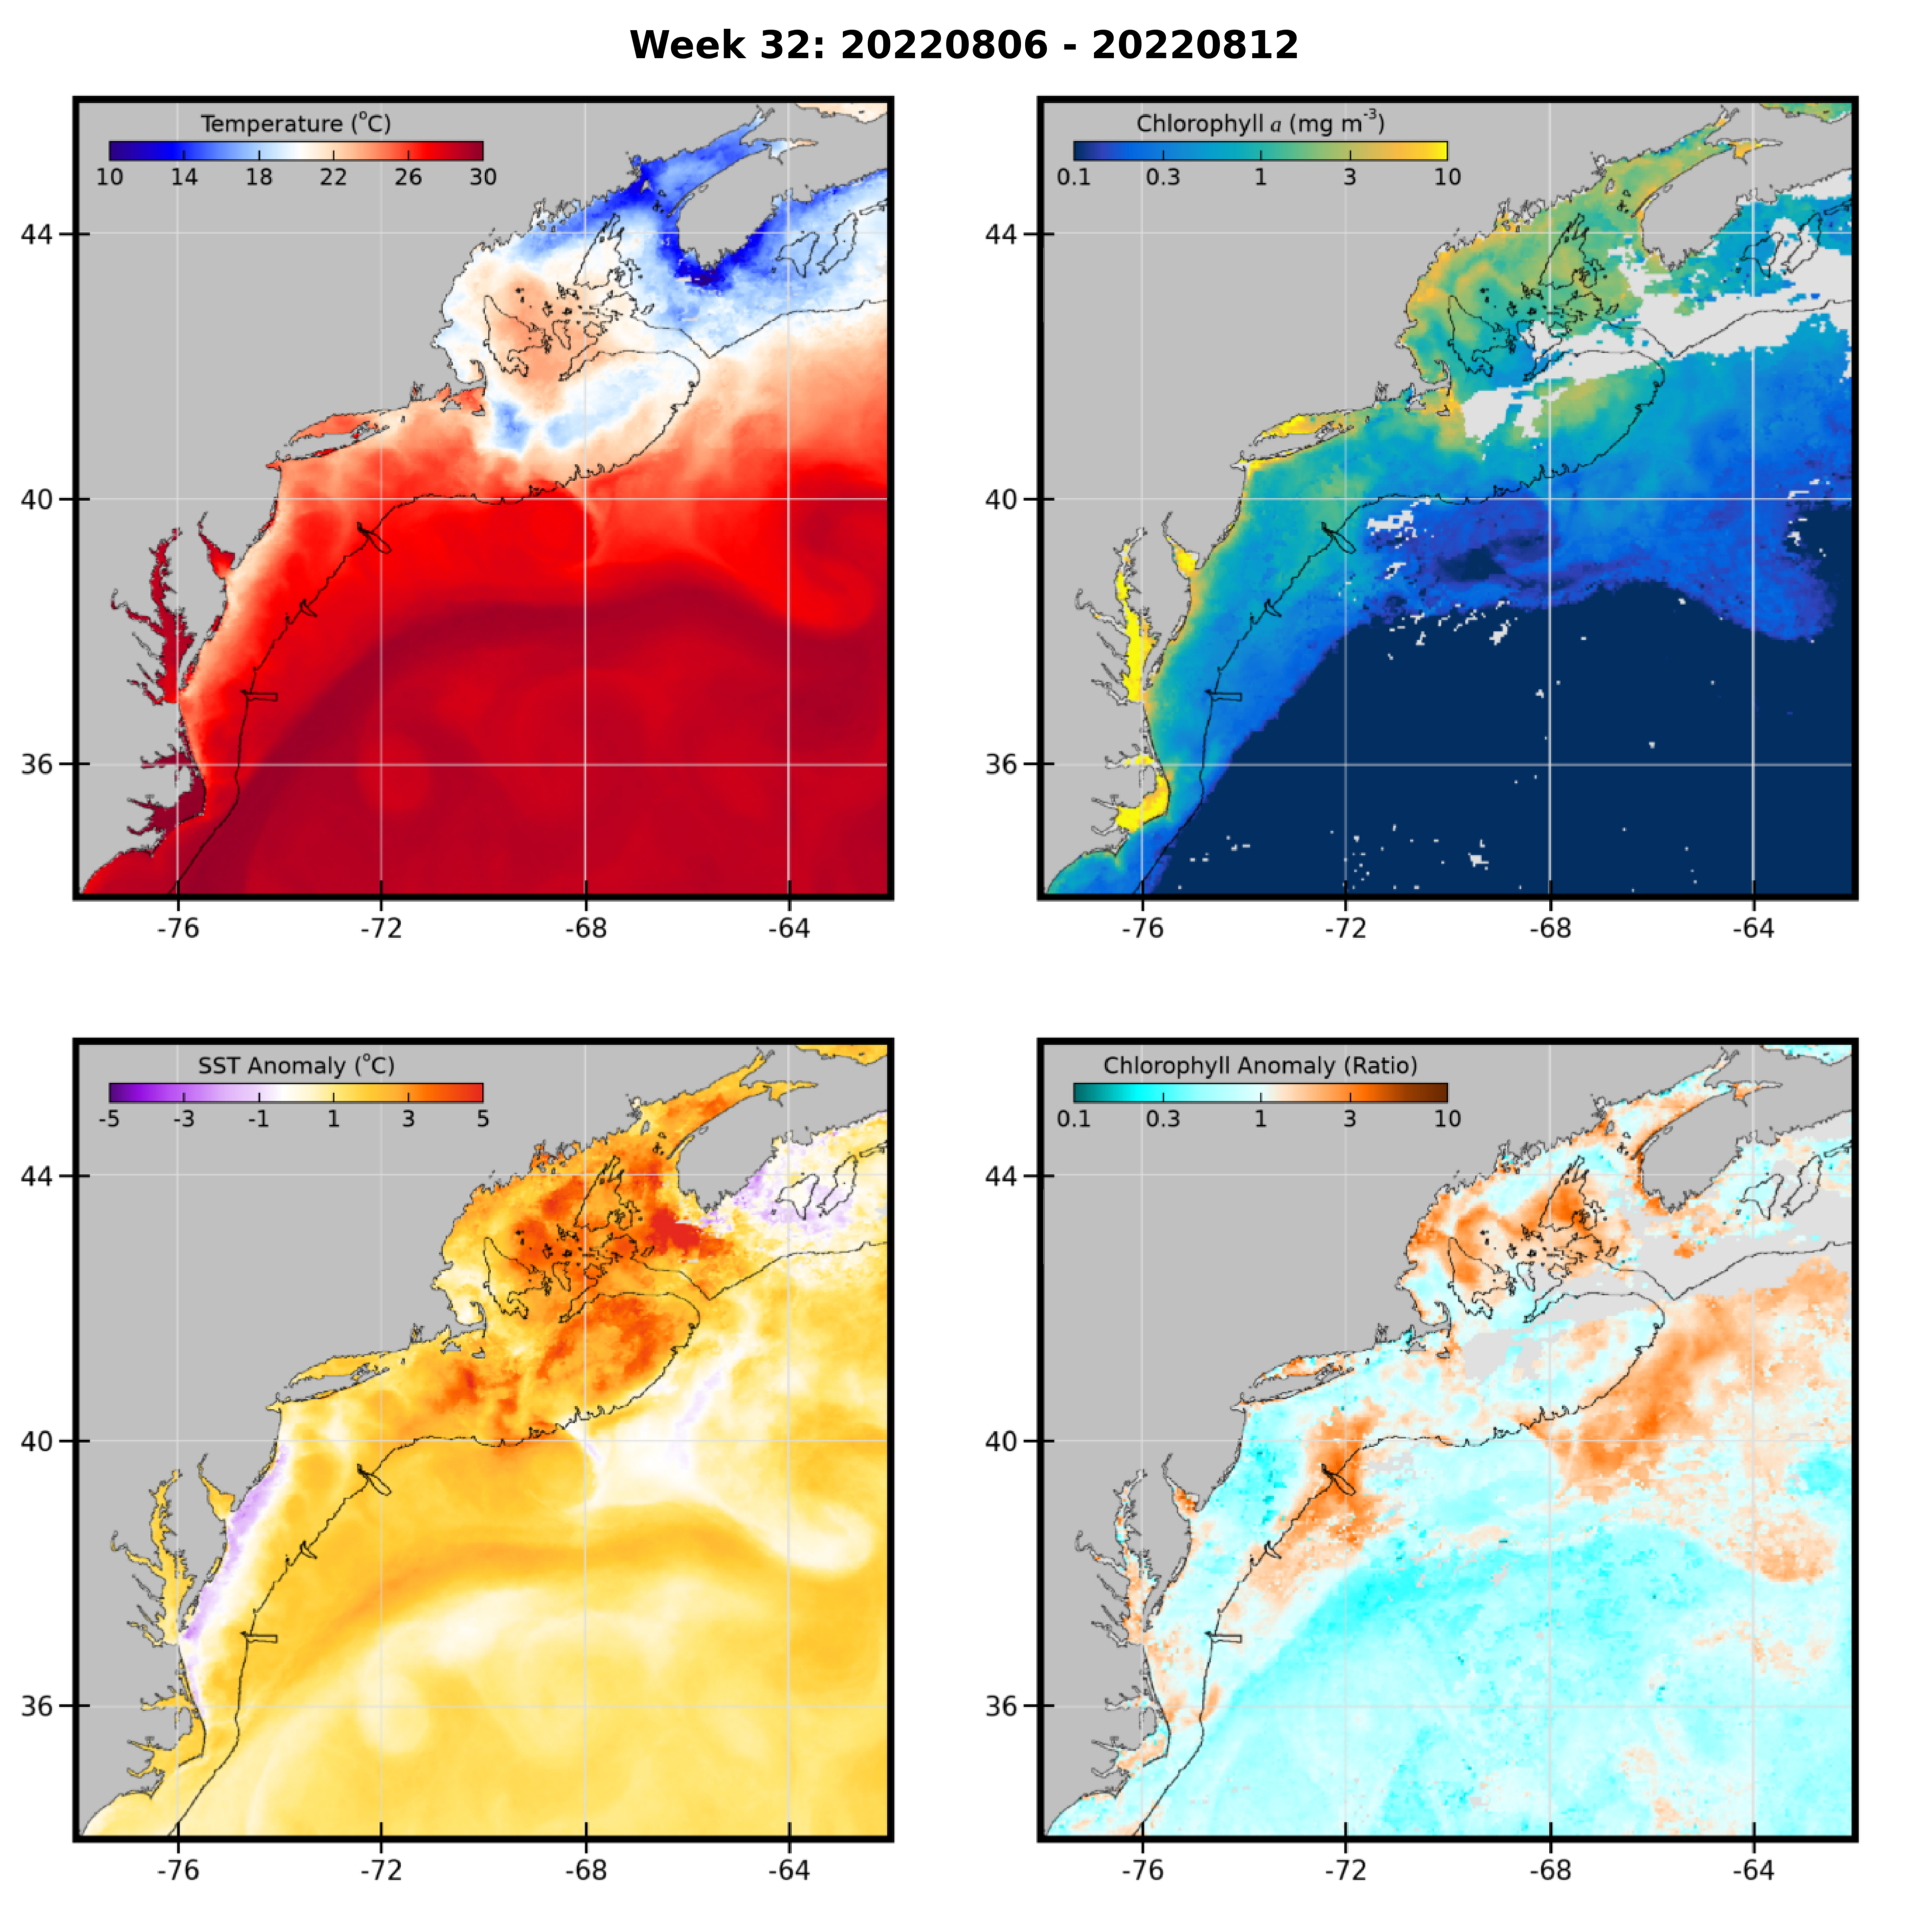 Week 32: 20220806 - 20220812
Temperature (°C)
10 14 18 22 26 30
44
40
36
-76 -72 -68 -64
Chlorophyll a (mg m⁻³)
0.1 0.3 1 3 10
44
40
36
-76 -72 -68 -64
SST Anomaly (°C)
-5 -3 -1 1 3 5
44
40
36
-76 -72 -68 -64
Chlorophyll Anomaly (Ratio)
0.1 0.3 1 3 10
44
40
36
-76 -72 -68 -64